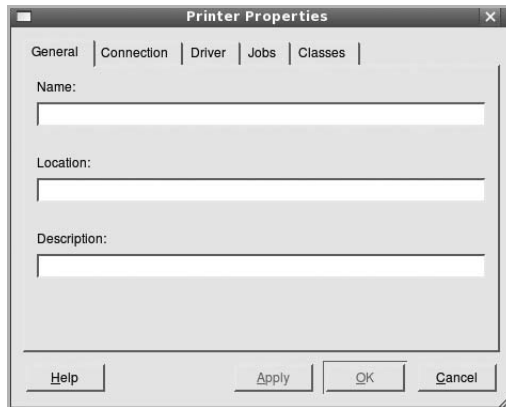 Printer Properties
General Connection Driver Jobs Classes
Name:
Location:
Description:
Help Apply OK Cancel